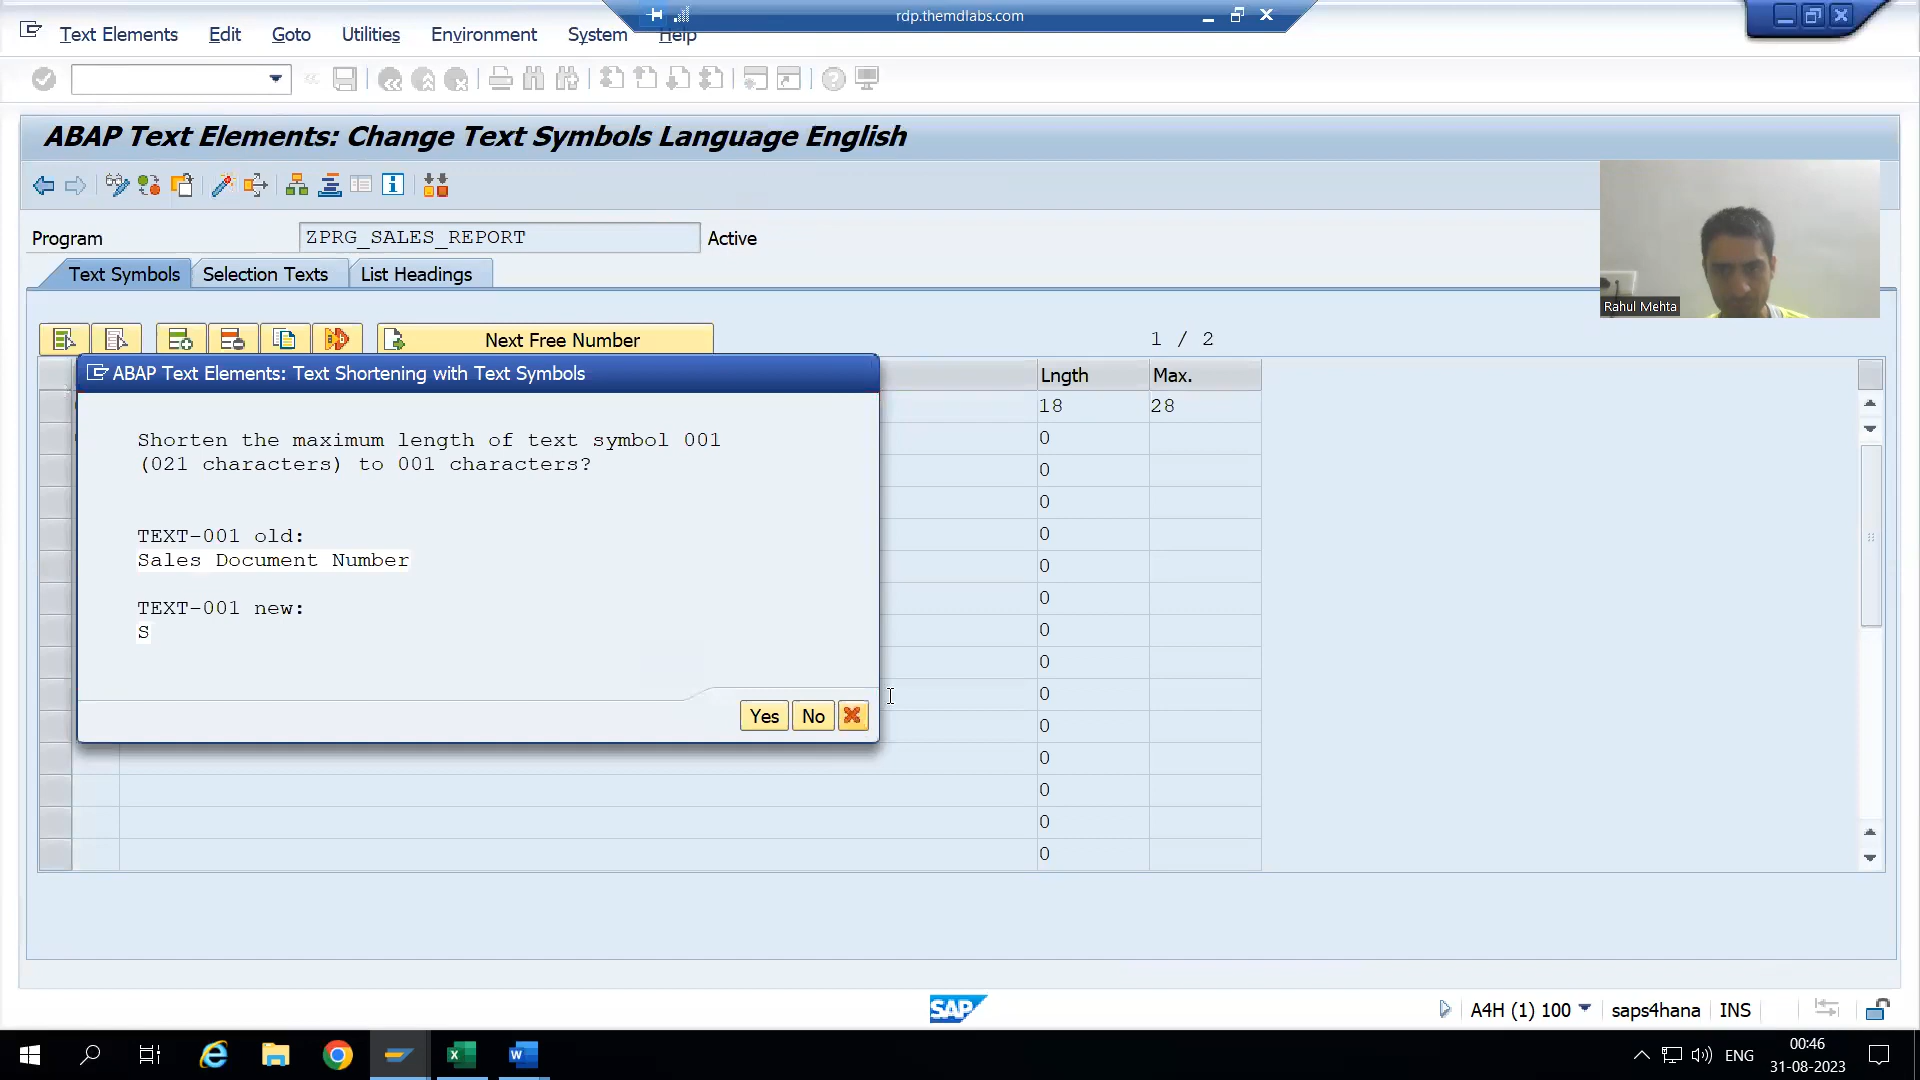 rdp.themdlabs.com
Text Elements Edit Goto Utilities Environment System Help
ABAP Text Elements: Change Text Symbols Language English
Program ZPRG_SALES_REPORT Active
Rahul Mehta
Text Symbols Selection Texts List Headings
Next Free Number 1 / 2
ABAP Text Elements: Text Shortening with Text Symbols
Lngth Max.
18 28
0
0
0
0
0
0
0
0
0
0
0
0
0
0
Shorten the maximum length of text symbol 001
(021 characters) to 001 characters?
TEXT-001 old:
Sales Document Number
TEXT-001 new:
S
Yes No
SAP A4H (1) 100 saps4hana INS
ENG 00:46
31-08-2023